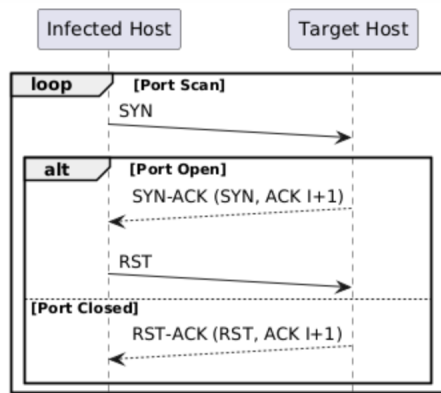 Infected Host
Target Host
loop
[Port Scan]
SYN
alt
[Port Open]
SYN-ACK (SYN, ACK I+1)
RST
[Port Closed]
RST-ACK (RST, ACK I+1)